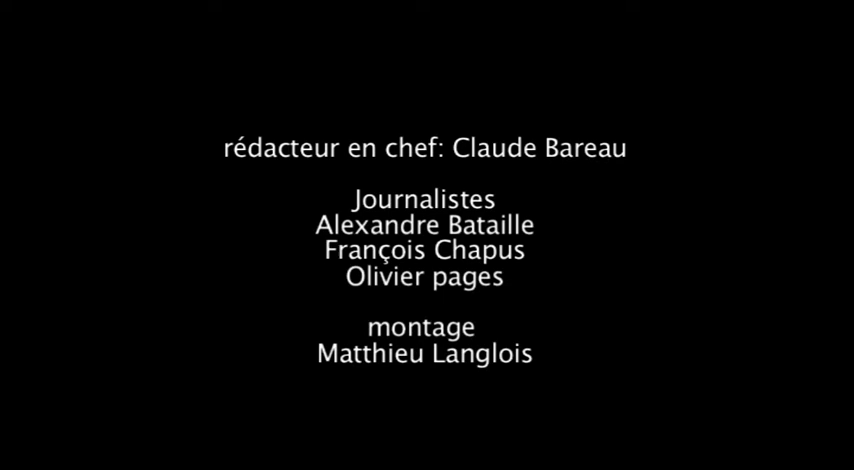 rédacteur en chef: Claude Bareau
Journalistes
Alexandre Bataille
François Chapus
Olivier pages
montage
Matthieu Langlois